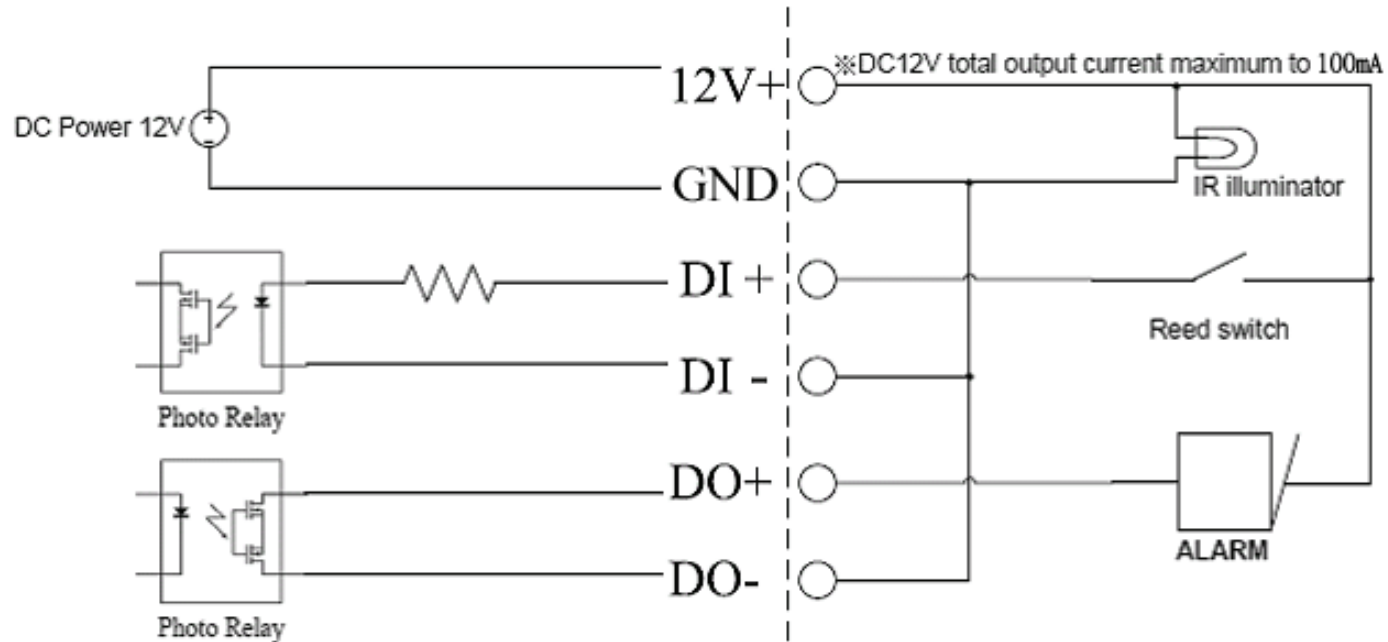 ※DC12V total output current maximum to 100mA
12V+
DC Power 12V
+
-
GND
IR illuminator
DI +
Reed switch
DI -
Photo Relay
DO+
ALARM
DO-
Photo Relay